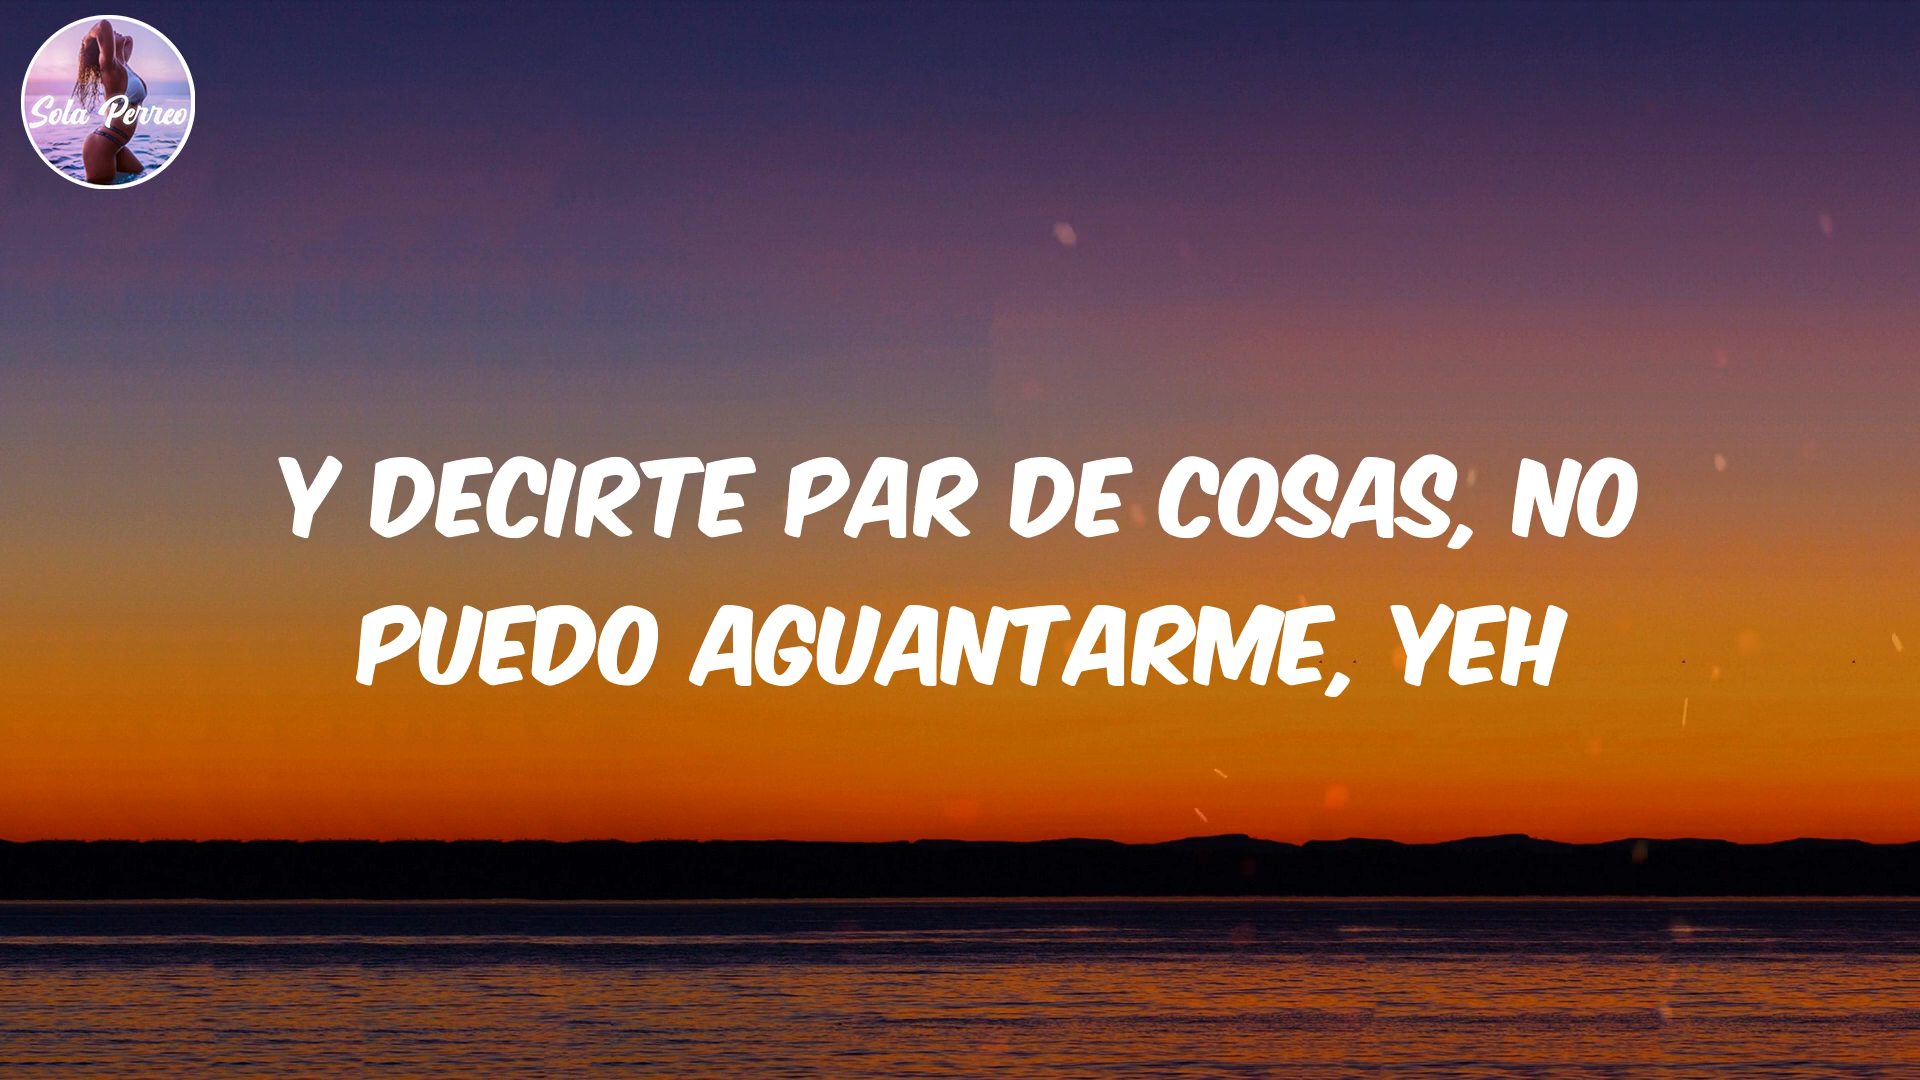 Sola Perreo
Y DECIRTE PAR DE COSAS, NO
PUEDO AGUANTARME, YEH